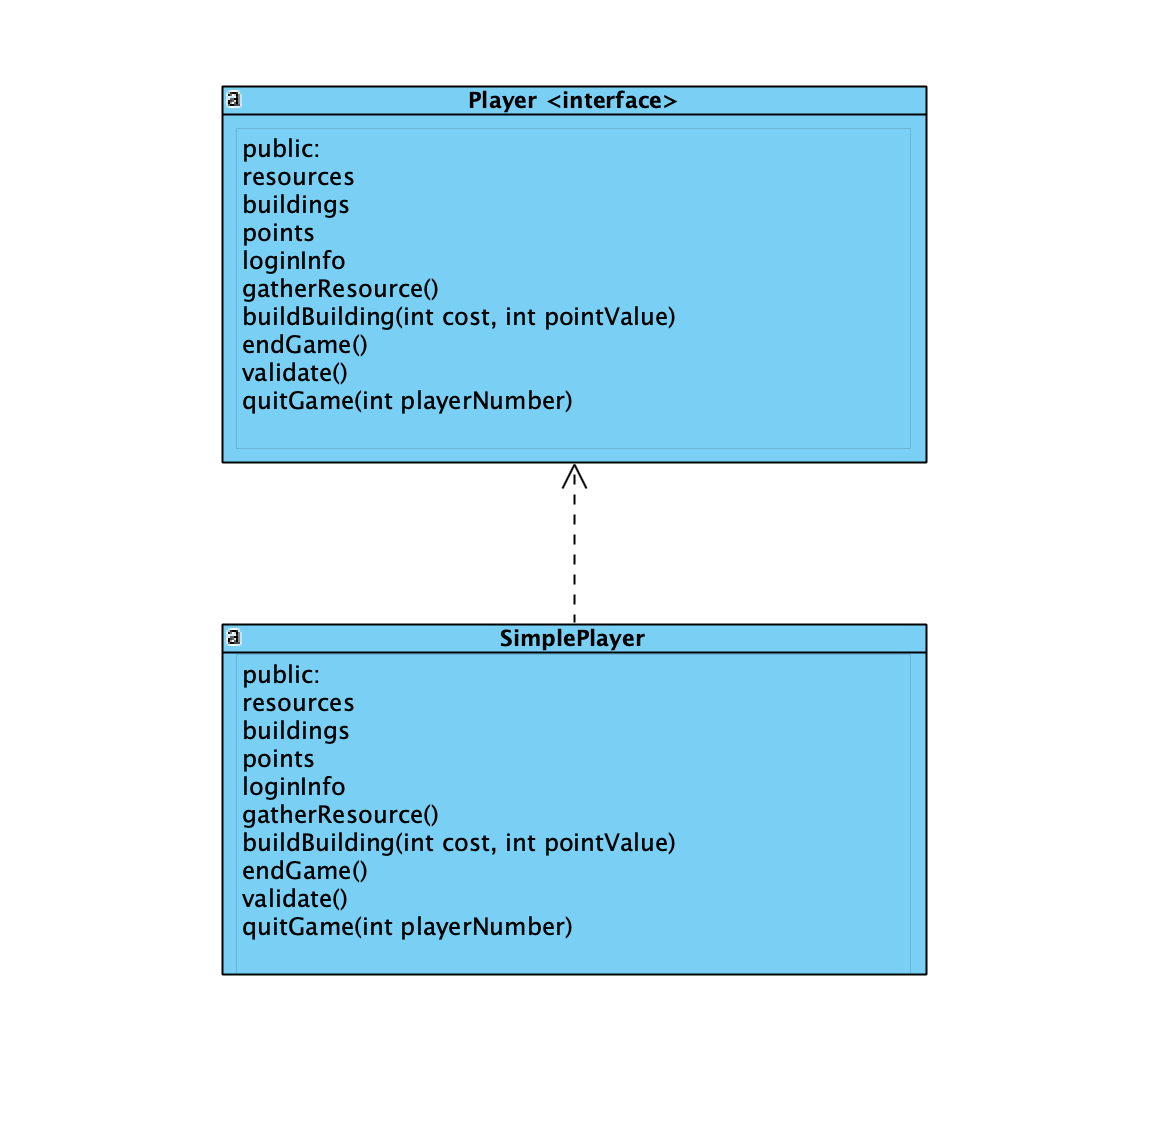 a
Player <interface>
public:
resources
buildings
points
loginInfo
gatherResource()
buildBuilding(int cost, int pointValue)
endGame()
validate()
quitGame(int playerNumber)
a
SimplePlayer
public:
resources
buildings
points
loginInfo
gatherResource()
buildBuilding(int cost, int pointValue)
endGame()
validate()
quitGame(int playerNumber)